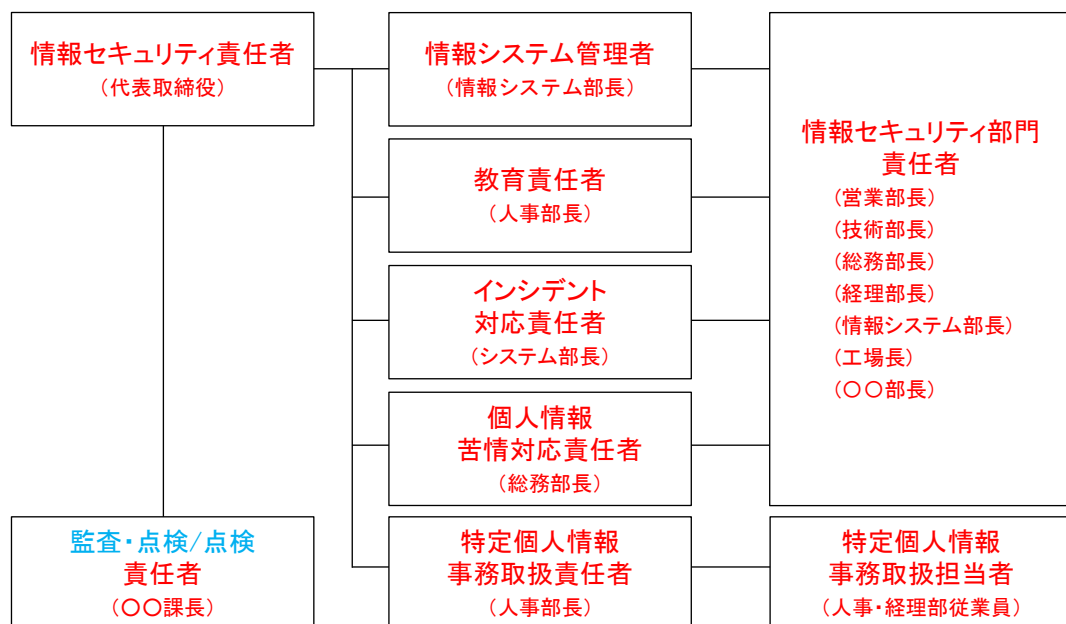 情報セキュリティ責任者
（代表取締役）
情報システム管理者
（情報システム部長）
教育責任者
（人事部長）
インシデント
対応責任者
（システム部長）
個人情報
苦情対応責任者
（総務部長）
特定個人情報
事務取扱責任者
（人事部長）
情報セキュリティ部門
責任者
（営業部長）
（技術部長）
（総務部長）
（経理部長）
（情報システム部長）
（工場長）
（〇〇部長）
特定個人情報
事務取扱担当者
（人事・経理部従業員）
監査・点検/点検
責任者
（〇〇課長）